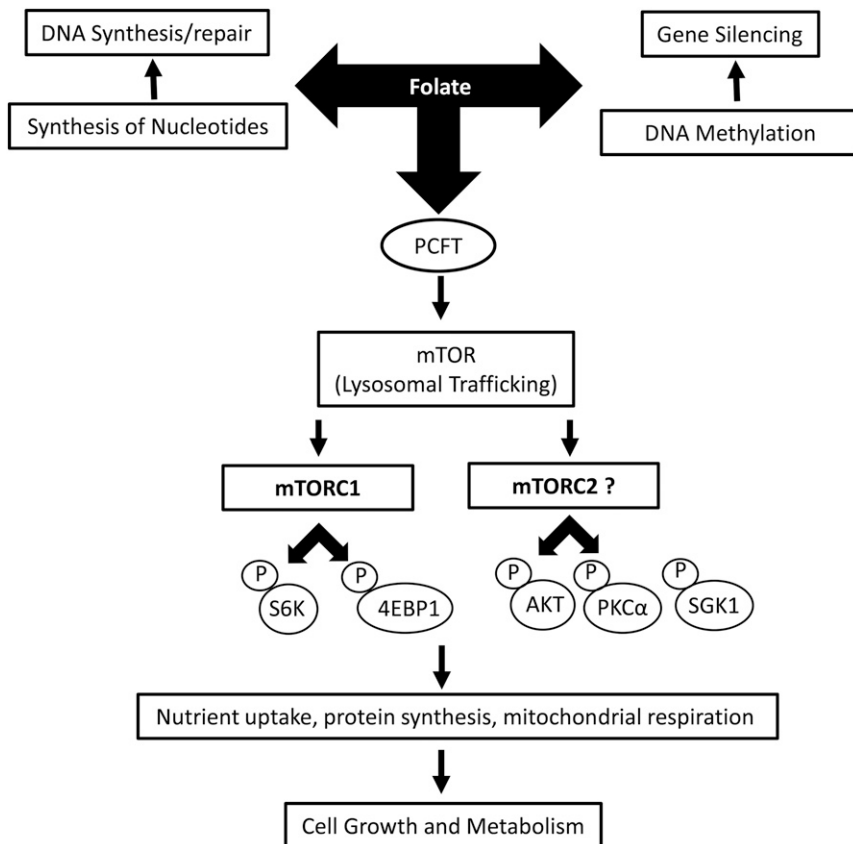 DNA Synthesis/repair
Gene Silencing
Folate
Synthesis of Nucleotides
DNA Methylation
PCFT
mTOR
(Lysosomal Trafficking)
mTORC1
mTORC2 ?
P
P
P
P
P
S6K
4EBP1
AKT
PKCα
SGK1
Nutrient uptake, protein synthesis, mitochondrial respiration
Cell Growth and Metabolism